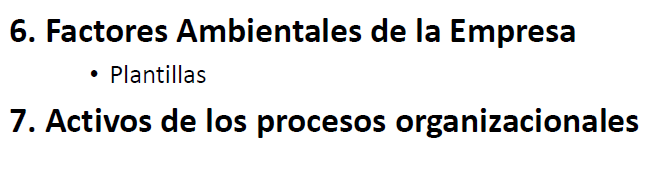 6. Factores Ambientales de la Empresa
• Plantillas
7. Activos de los procesos organizacionales